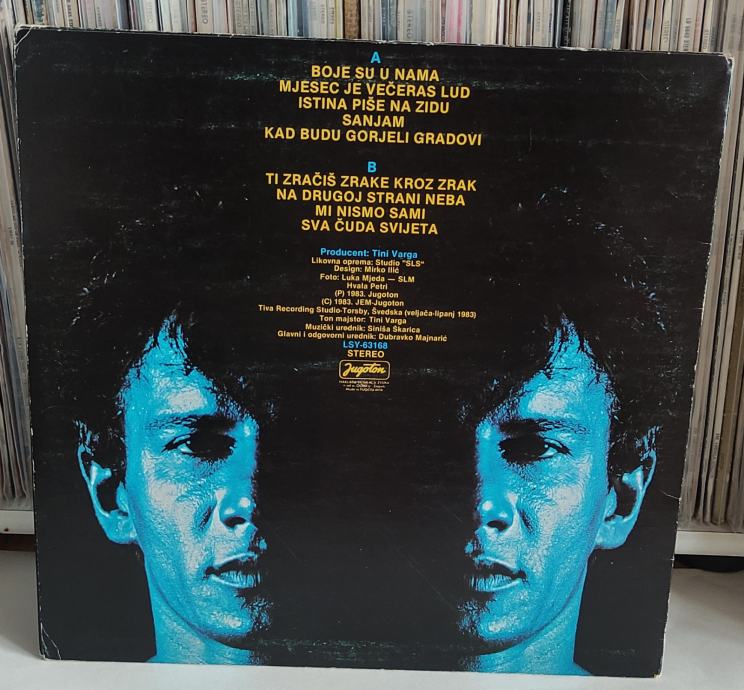 A
BOJE SU U NAMA
MJESEC JE VEČERAS LUD
ISTINA PIŠE NA ZIDU
SANJAM
KAD BUDU GORJELI GRADOVI
B
TI ZRAČIŠ ZRAKE KROZ ZRAK
NA DRUGOJ STRANI NEBA
MI NISMO SAMI
SVA ČUDA SVIJETA
Producent: Tini Varga
Likovna oprema: Studio "SLS"
Design: Mirko Ilić
Foto: Luka Mjeda — SLM
Hvala Petri
(P) 1983. Jugoton
(C) 1983. JEM-Jugoton
Tiva Recording Studio-Torsby, Švedska (veljača-lipanj 1983)
Ton majstor: Tini Varga
Muzički urednik: Siniša Škarica
Glavni i odgovorni urednik: Dubravko Majnarić
LSY-63168
STEREO
Jugoton